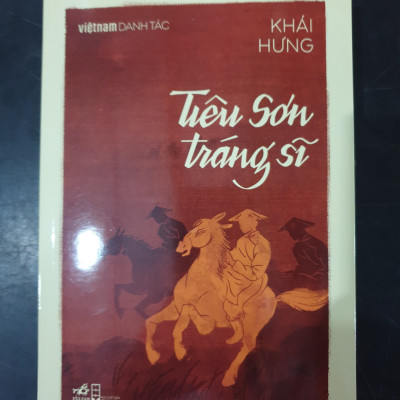 việtnam DANH TÁC
KHÁI
HƯNG
Tiêu Sơn
tráng sĩ